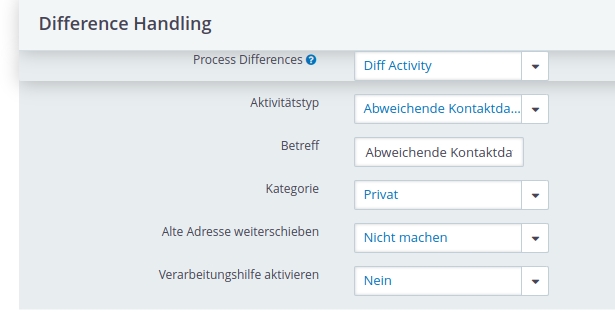 Difference Handling
Process Differences ?
Diff Activity
Aktivitätstyp
Abweichende Kontaktda...
Betreff
Abweichende Kontaktda
Kategorie
Privat
Alte Adresse weiterschieben
Nicht machen
Verarbeitungshilfe aktivieren
Nein